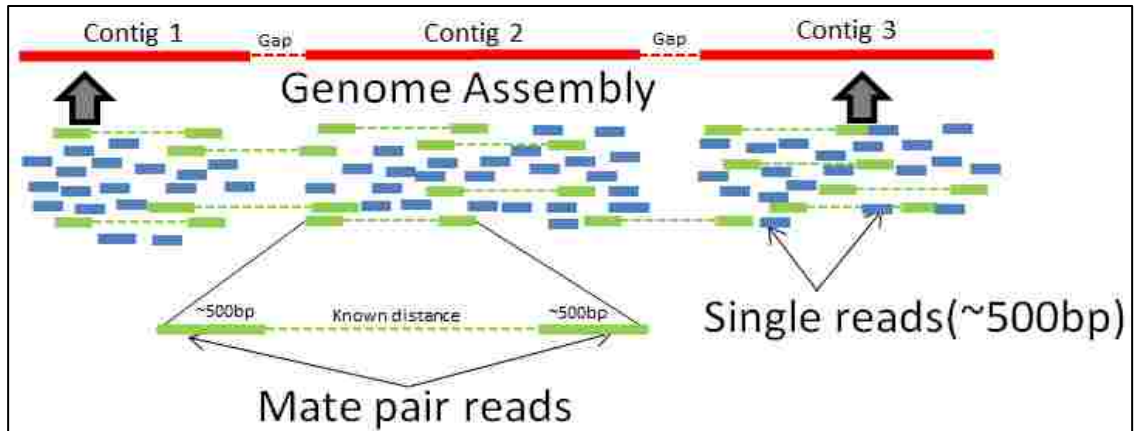 Contig 1
Gap
Contig 2
Gap
Contig 3
Genome Assembly
~500bp
Known distance
~500bp
Single reads(~500bp)
Mate pair reads